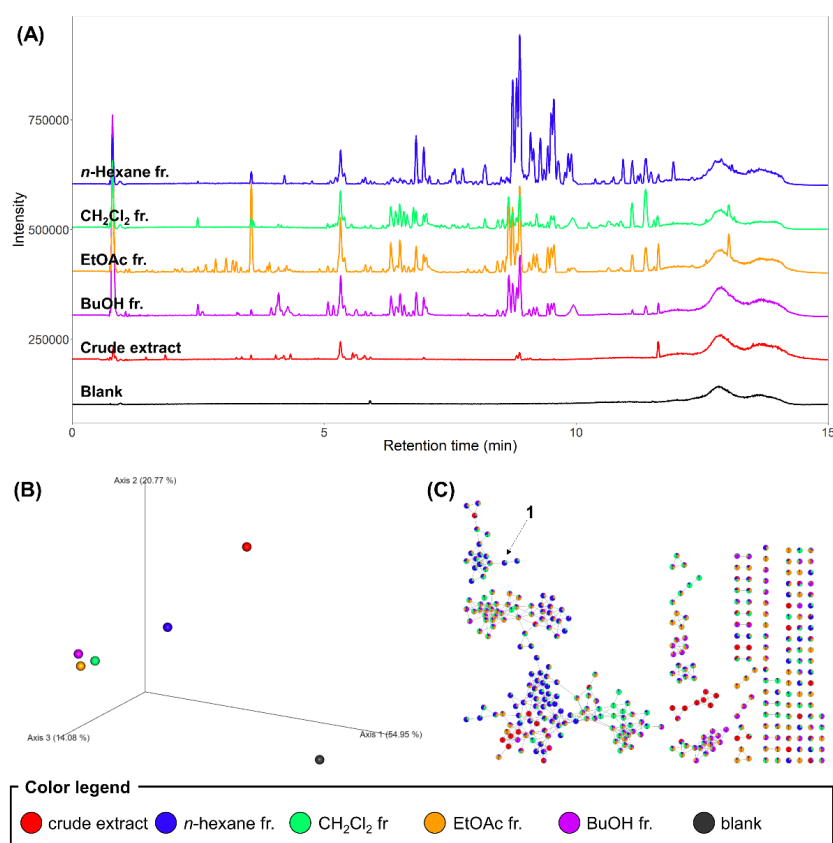 (A)
Intensity
750000
500000
250000
n-Hexane fr.
CH₂Cl₂ fr.
EtOAc fr.
BuOH fr.
Crude extract
Blank
0 5 10 15
Retention time (min)
(B)
Axis 2 (20.77 %)
Axis 3 (14.08 %)
Axis 1 (54.95 %)
(C)
1
Color legend
crude extract n-hexane fr. CH₂Cl₂ fr EtOAc fr. BuOH fr. blank